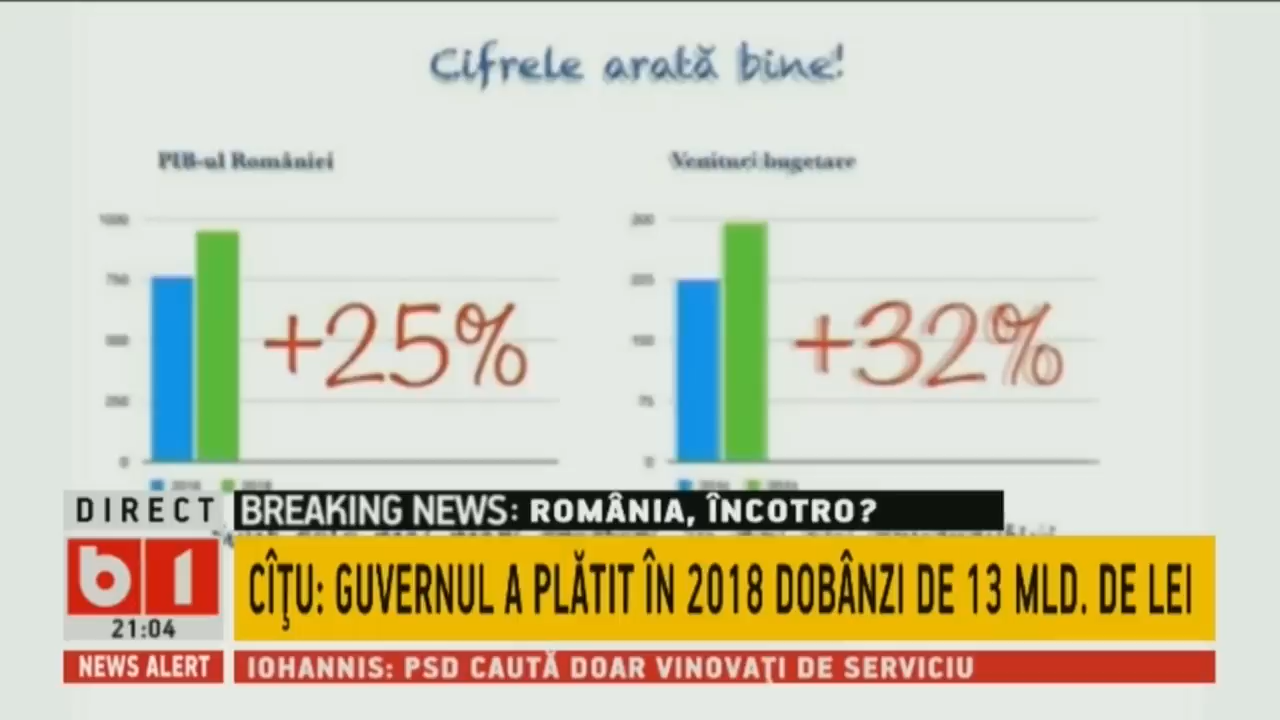 Cifrele arată bine!
PIB-ul României
Venituri bugetare
1000
750
500
250
0
300
225
150
75
0
+25%
+32%
DIRECT
BREAKING NEWS: ROMÂNIA, ÎNCOTRO?
b1
CÎŢU: GUVERNUL A PLĂTIT ÎN 2018 DOBÂNZI DE 13 MLD. DE LEI
21:04
NEWS ALERT
IOHANNIS: PSD CAUTĂ DOAR VINOVAŢI DE SERVICIU